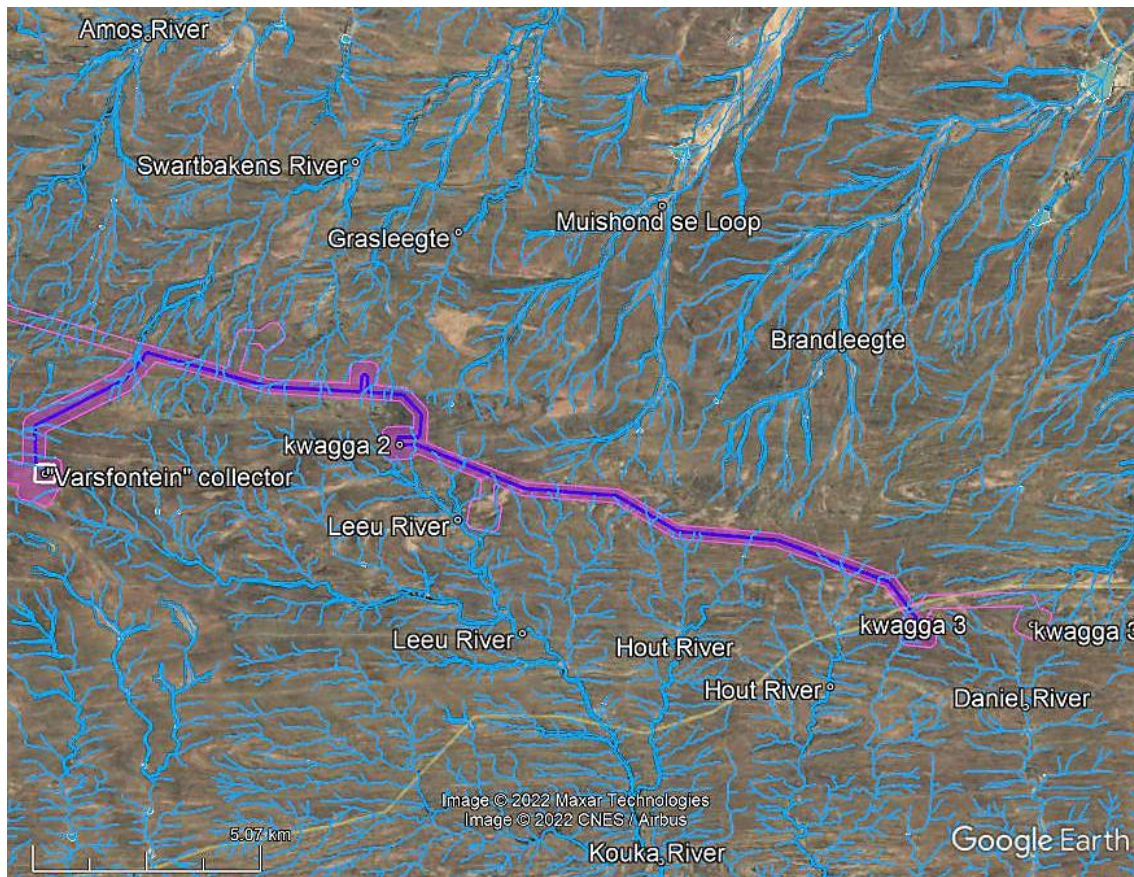 Amos River
Swartbakens River
Muishond se Loop
Grasleegte
Brandleegte
kwagga 2
"Varsfontein" collector
Leeu River
kwagga 3
kwagga 3
Leeu River
Hout River
Hout River
Daniel River
Image © 2022 Maxar Technologies
Image © 2022 CNES / Airbus
5.07 km
Google Earth
Kouka River